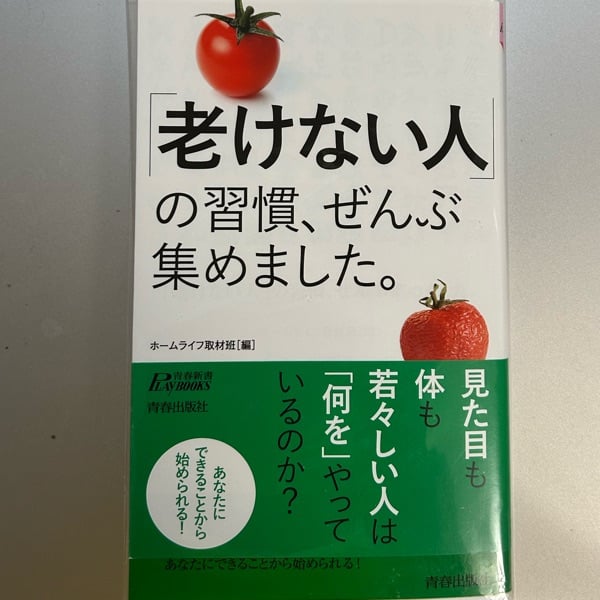 「老けない人」
の習慣、ぜんぶ
集めました。
ホームライフ取材班[編]
青春新書
PLAYBOOKS
青春出版社
見た目も
体も
若々しい人は
「何を」やって
いるのか?
あなたに
できることから
始められる!
あなたにできることから始められる!
青春出版社